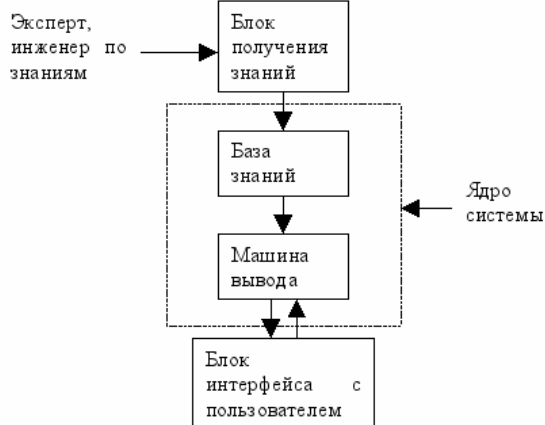 Эксперт,
инженер по
знаниям
Блок
получения
знаний
База
знаний
Ядро
системы
Машина
вывода
Блок
интерфейса с
пользователем